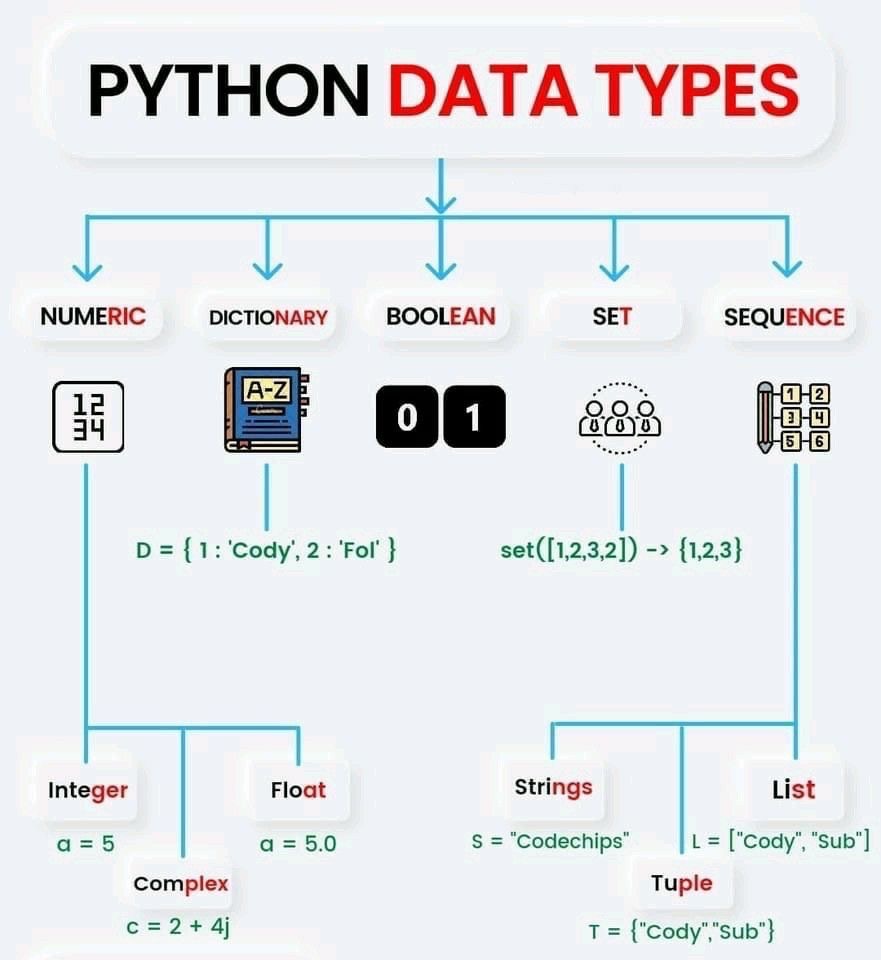 PYTHON DATA TYPES
NUMERIC
DICTIONARY
BOOLEAN
SET
SEQUENCE
12
34
A-Z
0 1
1 2
3 4
5 6
D = { 1 : 'Cody', 2 : 'Fol' }
set([1,2,3,2]) -> {1,2,3}
Integer
a = 5
Float
a = 5.0
Complex
c = 2 + 4j
Strings
S = "Codechips"
List
L = ["Cody", "Sub"]
Tuple
T = {"Cody","Sub"}